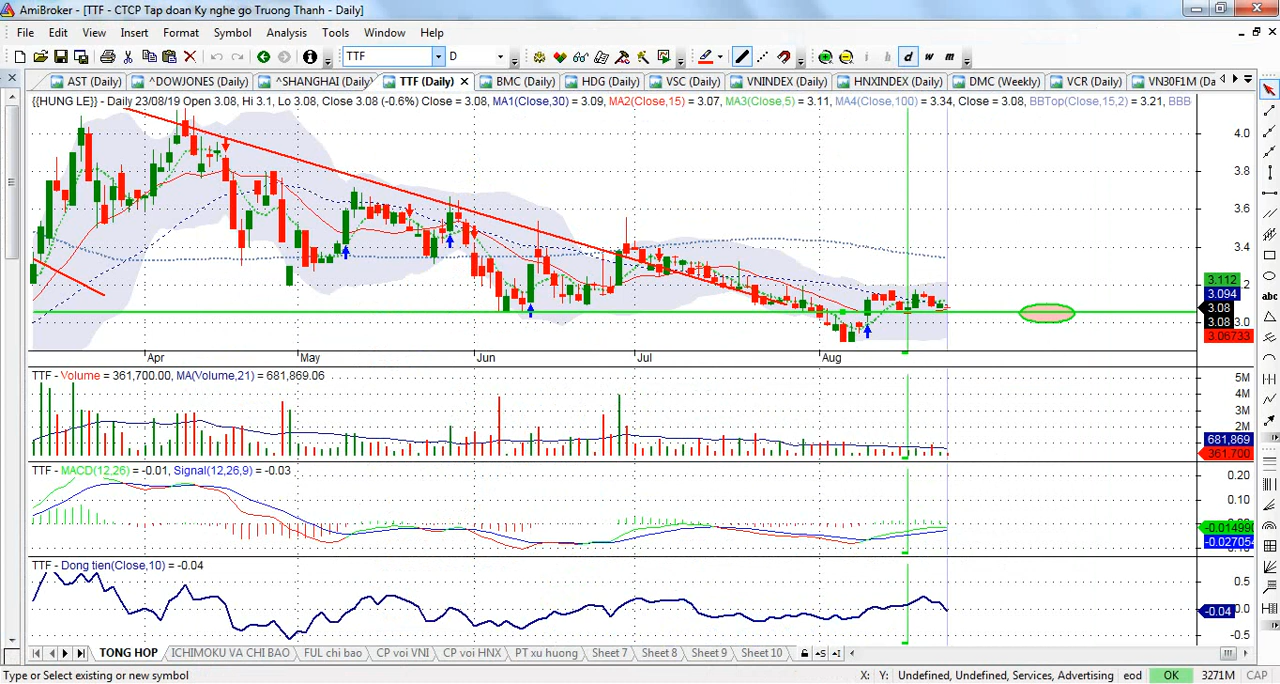 AmiBroker - [TTF - CTCP Tap doan Ky nghe go Truong Thanh - Daily]
File Edit View Insert Format Symbol Analysis Tools Window Help
TTF D i h d w m
AST (Daily) ^DOWJONES (Daily) ^SHANGHAI (Daily) TTF (Daily) BMC (Daily) HDG (Daily) VSC (Daily) VNINDEX (Daily) HNXINDEX (Daily) DMC (Weekly) VCR (Daily) VN30F1M (Da
{{HUNG LE}} - Daily 23/08/19 Open 3.08, Hi 3.1, Lo 3.08, Close 3.08 (-0.6%) Close = 3.08, MA1(Close,30) = 3.09, MA2(Close,15) = 3.07, MA3(Close,5) = 3.11, MA4(Close,100) = 3.34, Close = 3.08, BBTop(Close,15,2) = 3.21, BBB
4.0
3.8
3.6
3.4
3.2
3.112
3.094
3.08
3.08
3.0
3.06733
Apr May Jun Jul Aug
TTF - Volume = 361,700.00, MA(Volume,21) = 681,869.06
5M
4M
3M
2M
681,869
361,700
TTF - MACD(12,26) = -0.01, Signal(12,26,9) = -0.03
0.20
0.10
-0.01499
-0.027054
TTF - Dong tien(Close,10) = -0.04
0.5
0.0
-0.04
-0.5
abc
TONG HOP ICHIMOKU VA CHI BAO FUL chi bao CP voi VNI CP voi HNX PT xu huong Sheet 7 Sheet 8 Sheet 9 Sheet 10
Type or Select existing or new symbol X: Y: Undefined, Undefined, Services, Advertising eod OK 3271M CAP